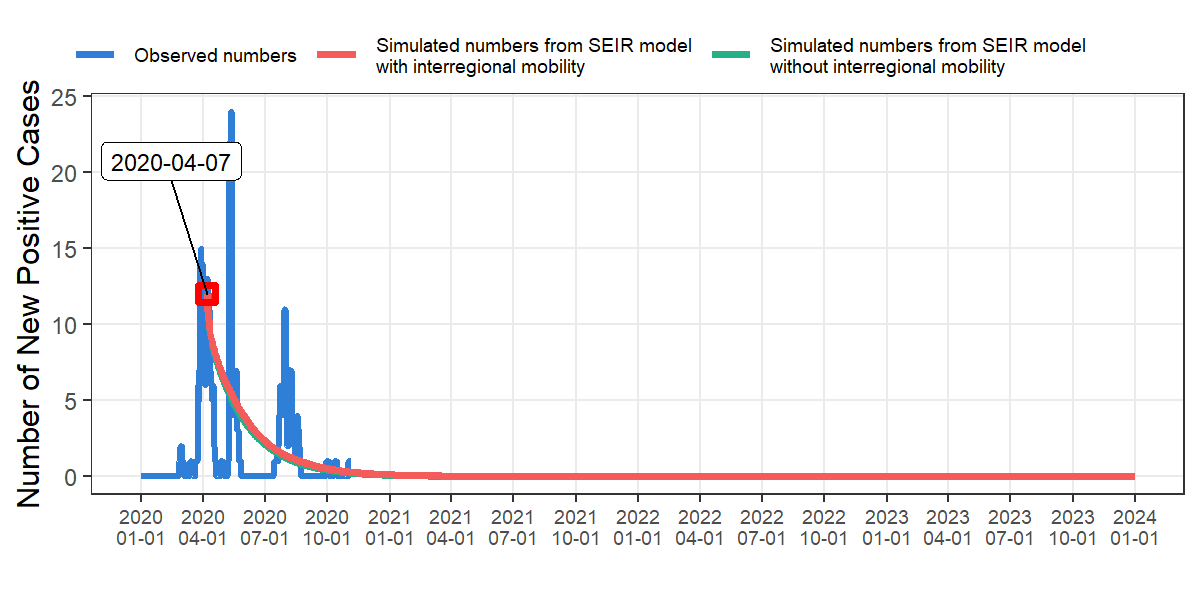 Observed numbers
Simulated numbers from SEIR model
with interregional mobility
Simulated numbers from SEIR model
without interregional mobility
Number of New Positive Cases
25
20
15
10
5
0
2020-04-07
2020 2020 2020 2020 2021 2021 2021 2021 2022 2022 2022 2022 2023 2023 2023 2023 2024
01-01 04-01 07-01 10-01 01-01 04-01 07-01 10-01 01-01 04-01 07-01 10-01 01-01 04-01 07-01 10-01 01-01